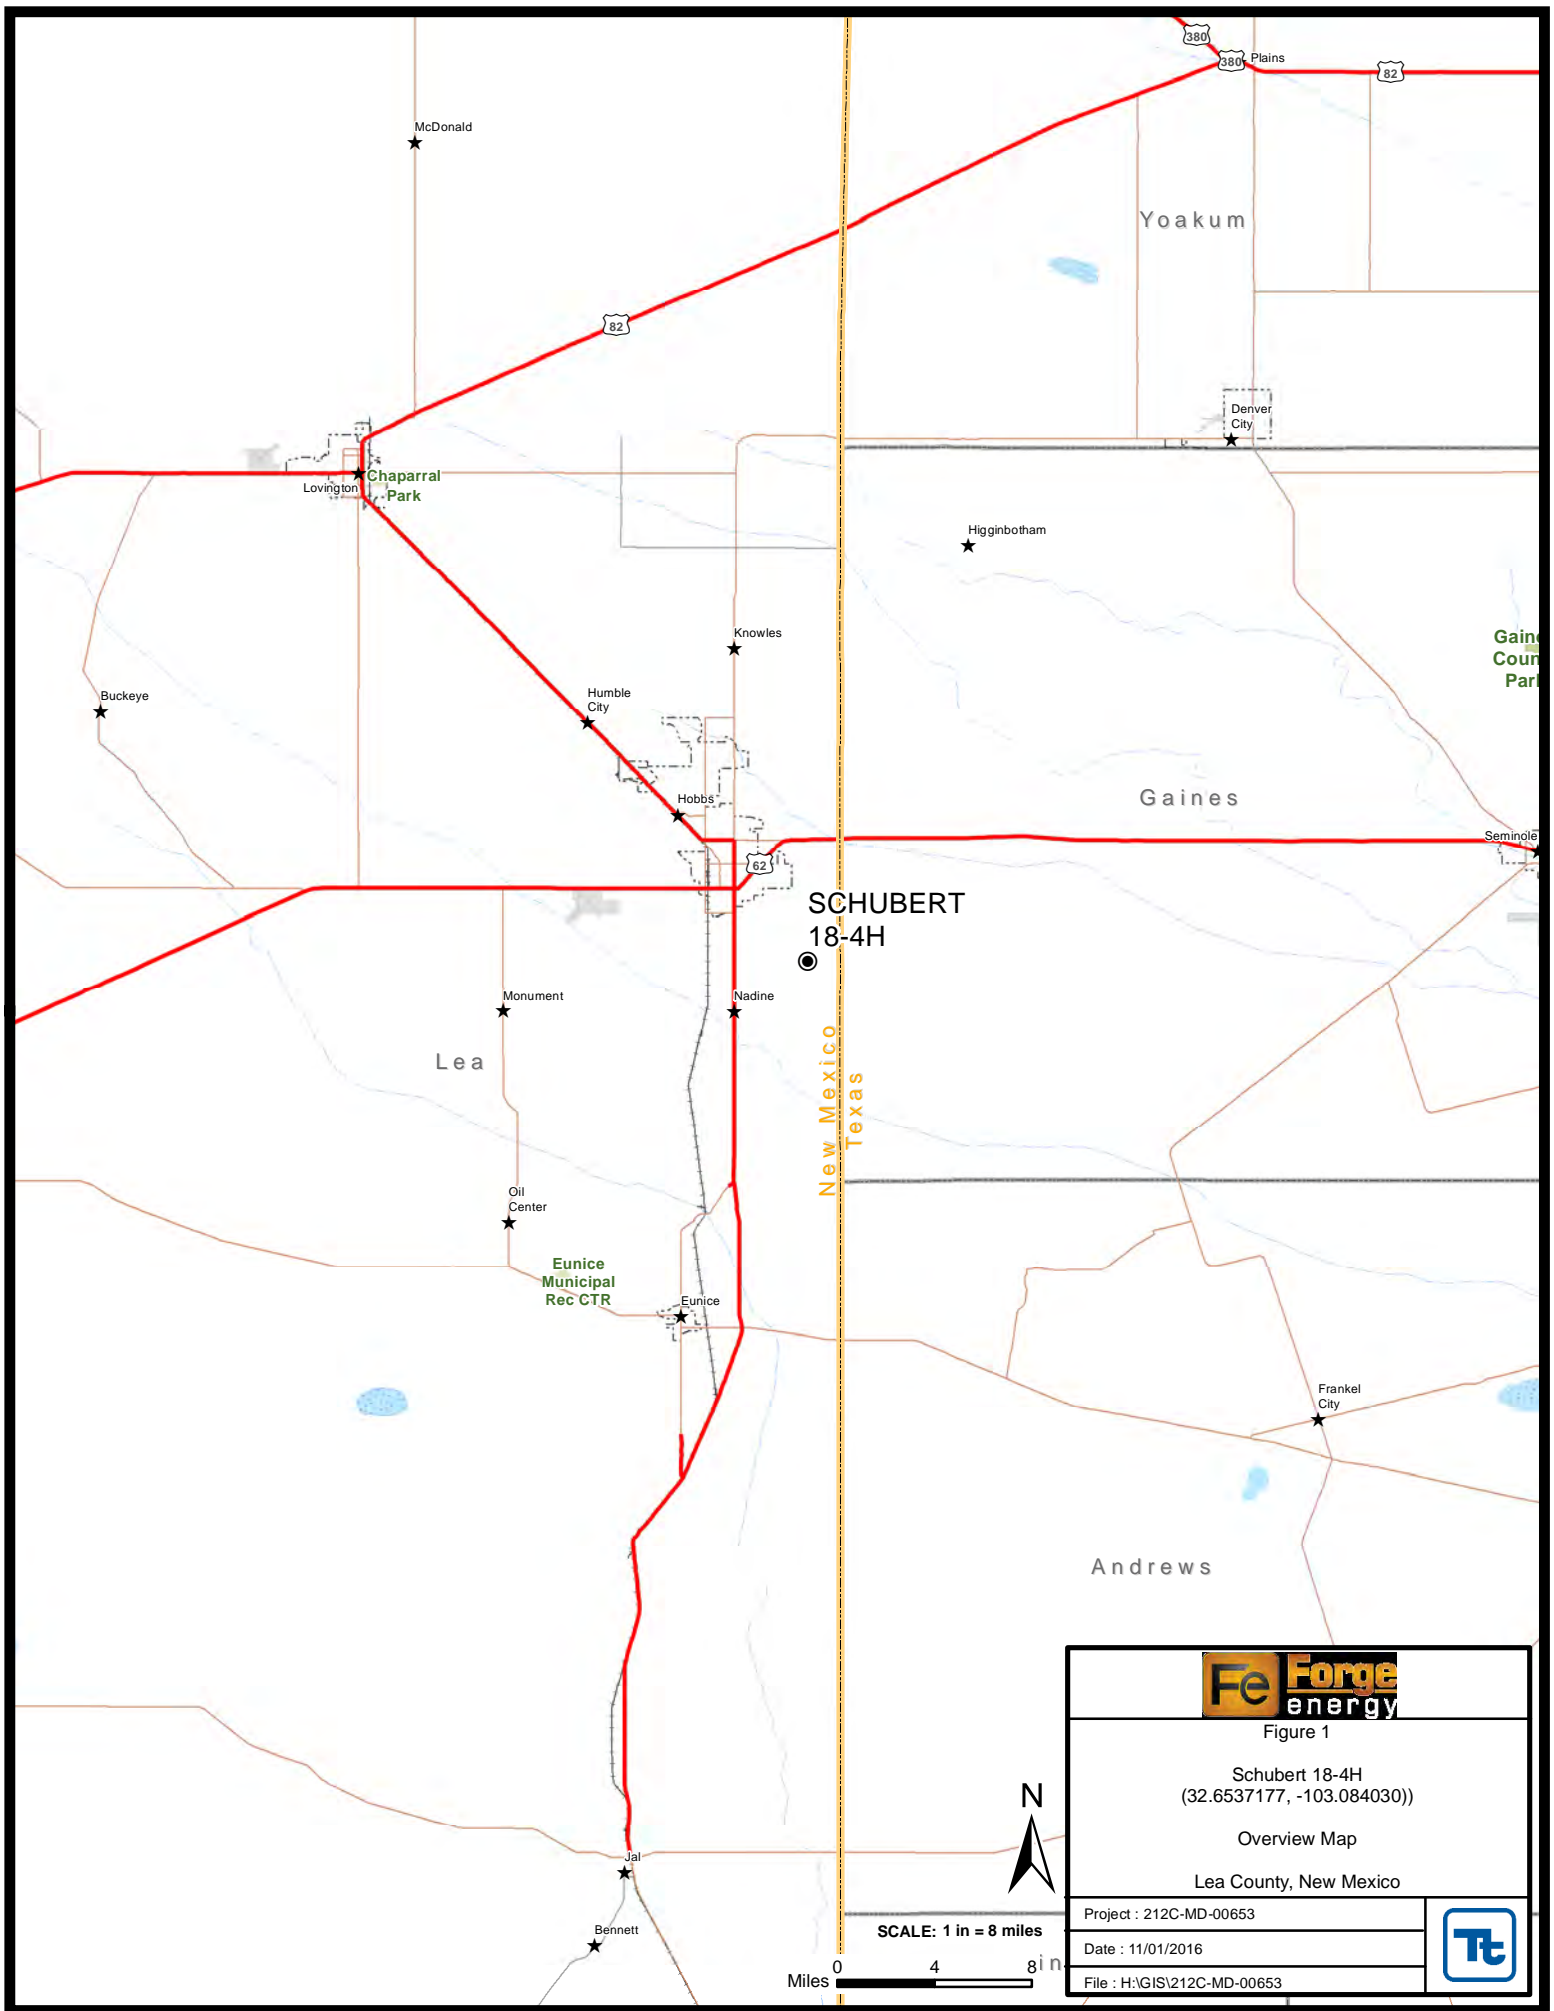 380
380
Plains
82
McDonald
Yoakum
82
Denver
City
Chaparral
Park
Lovington
Higginbotham
Knowles
Buckeye
Humble
City
Hobbs
Gaines
Seminole
62
SCHUBERT
18-4H
Monument
Nadine
Lea
New Mexico
Texas
Oil
Center
Eunice
Municipal
Rec CTR
Eunice
Frankel
City
Andrews
Fe Forge
energy
Figure 1
Schubert 18-4H
(32.6537177, -103.084030))
Overview Map
Lea County, New Mexico
Project : 212C-MD-00653
Date : 11/01/2016
File : H:\GIS\212C-MD-00653
Tt
N
Jal
Bennett
SCALE: 1 in = 8 miles
Miles 0 4 8